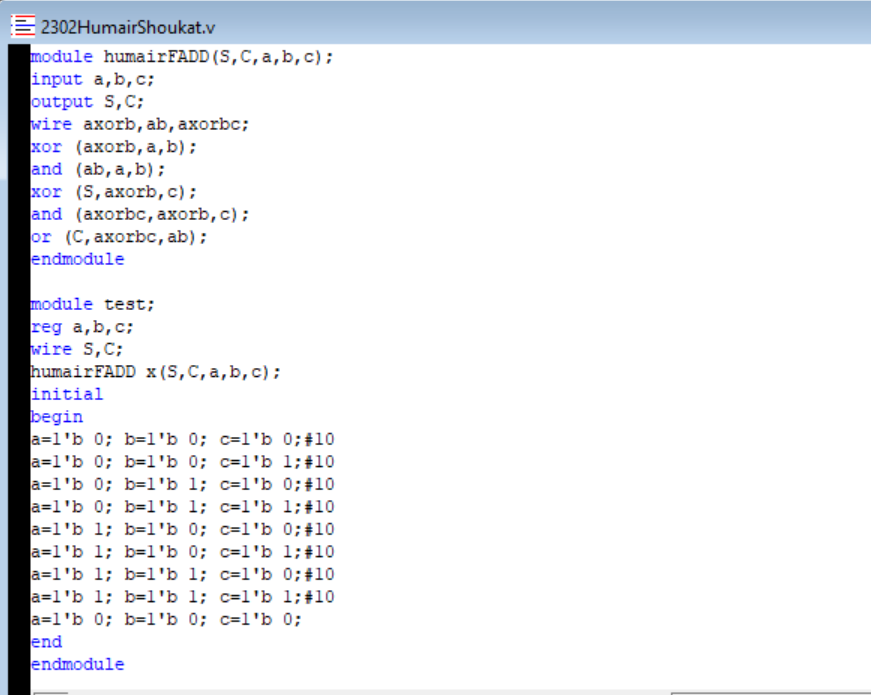 2302HumairShoukat.v
module humairFADD(S,C,a,b,c);
input a,b,c;
output S,C;
wire axorb,ab,axorbc;
xor (axorb,a,b);
and (ab,a,b);
xor (S,axorb,c);
and (axorbc,axorb,c);
or (C,axorbc,ab);
endmodule

module test;
reg a,b,c;
wire S,C;
humairFADD x(S,C,a,b,c);
initial
begin
a=1'b 0; b=1'b 0; c=1'b 0;#10
a=1'b 0; b=1'b 0; c=1'b 1;#10
a=1'b 0; b=1'b 1; c=1'b 0;#10
a=1'b 0; b=1'b 1; c=1'b 1;#10
a=1'b 1; b=1'b 0; c=1'b 0;#10
a=1'b 1; b=1'b 0; c=1'b 1;#10
a=1'b 1; b=1'b 1; c=1'b 0;#10
a=1'b 1; b=1'b 1; c=1'b 1;#10
a=1'b 0; b=1'b 0; c=1'b 0;
end
endmodule